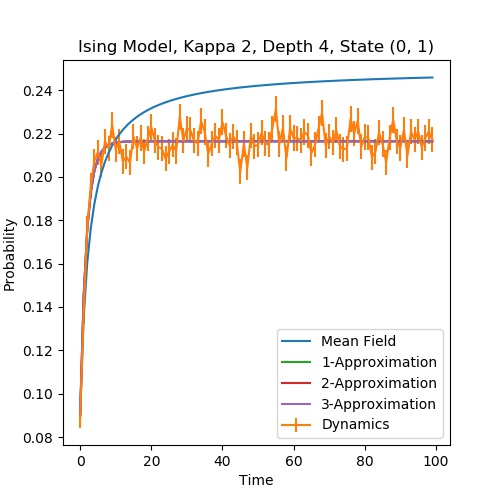 Ising Model, Kappa 2, Depth 4, State (0, 1)
0.24
0.22
0.20
0.18
0.16
0.14
0.12
0.10
0.08
Probability
Mean Field
1-Approximation
2-Approximation
3-Approximation
Dynamics
0 20 40 60 80 100
Time